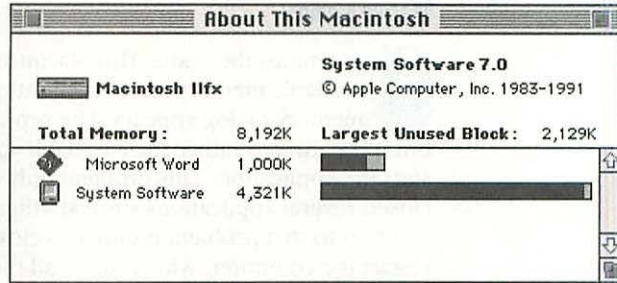 About This Macintosh
System Software 7.0
Macintosh IIfx
© Apple Computer, Inc. 1983-1991
Total Memory: 8,192K Largest Unused Block: 2,129K
Microsoft Word 1,000K
System Software 4,321K